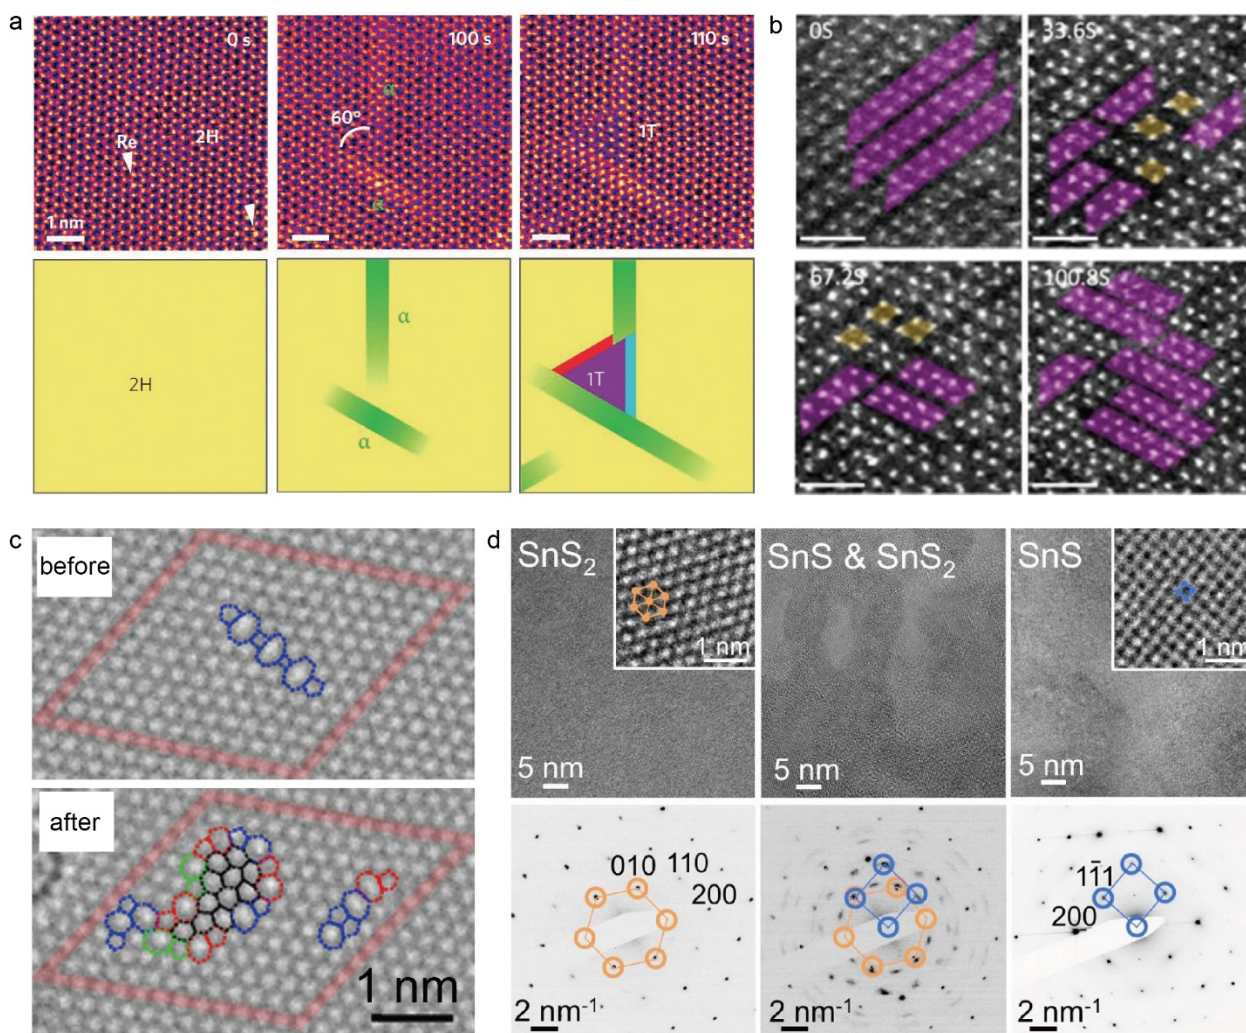 a
0 s
2H
Re
1 nm
100 s
α
60°
α
110 s
1T
2H
α
α
1T
b
0S
33.6S
67.2S
100.8S
c
before
after
1 nm
d
SnS₂
1 nm
5 nm
SnS & SnS₂
5 nm
SnS
1 nm
5 nm
010 110
200
2 nm⁻¹
2 nm⁻¹
11̅1
200
2 nm⁻¹